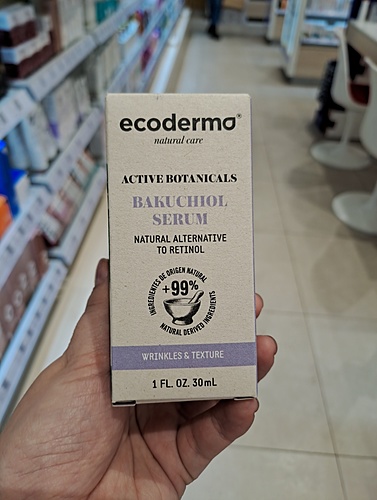 ecoderma®
natural care
ACTIVE BOTANICALS
BAKUCHIOL
SERUM
NATURAL ALTERNATIVE
TO RETINOL
INGREDIENTES DE ORIGEN NATURAL
+99%
NATURAL DERIVED INGREDIENTS
WRINKLES & TEXTURE
1 FL. OZ. 30mL